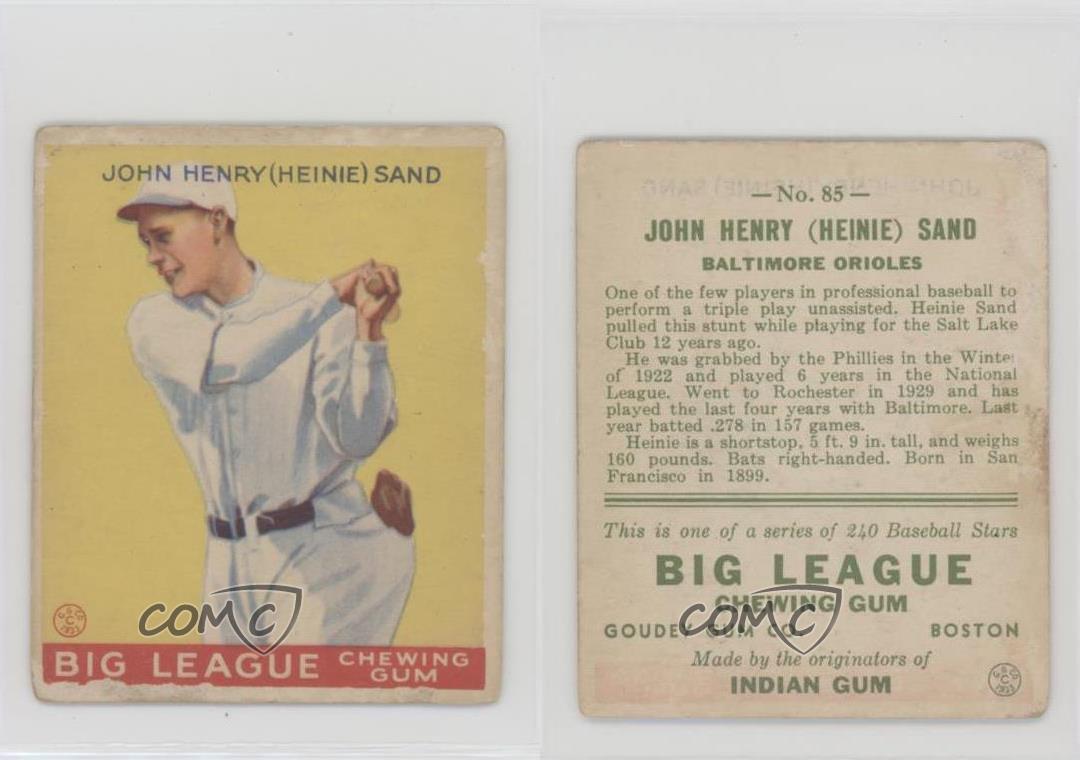 JOHN HENRY (HEINIE) SAND
BIG LEAGUE CHEWING GUM
COMC
— No. 85 —
JOHN HENRY (HEINIE) SAND
BALTIMORE ORIOLES
One of the few players in professional baseball to
perform a triple play unassisted. Heinie Sand
pulled this stunt while playing for the Salt Lake
Club 12 years ago.
He was grabbed by the Phillies in the Winte
of 1922 and played 6 years in the National
League. Went to Rochester in 1929 and has
played the last four years with Baltimore. Last
year batted .278 in 157 games.
Heinie is a shortstop, 5 ft. 9 in. tall, and weighs
160 pounds. Bats right-handed. Born in San
Francisco in 1899.
This is one of a series of 240 Baseball Stars
BIG LEAGUE
CHEWING GUM
COMC
GOUDEY GUM CO. BOSTON
Made by the originators of
INDIAN GUM